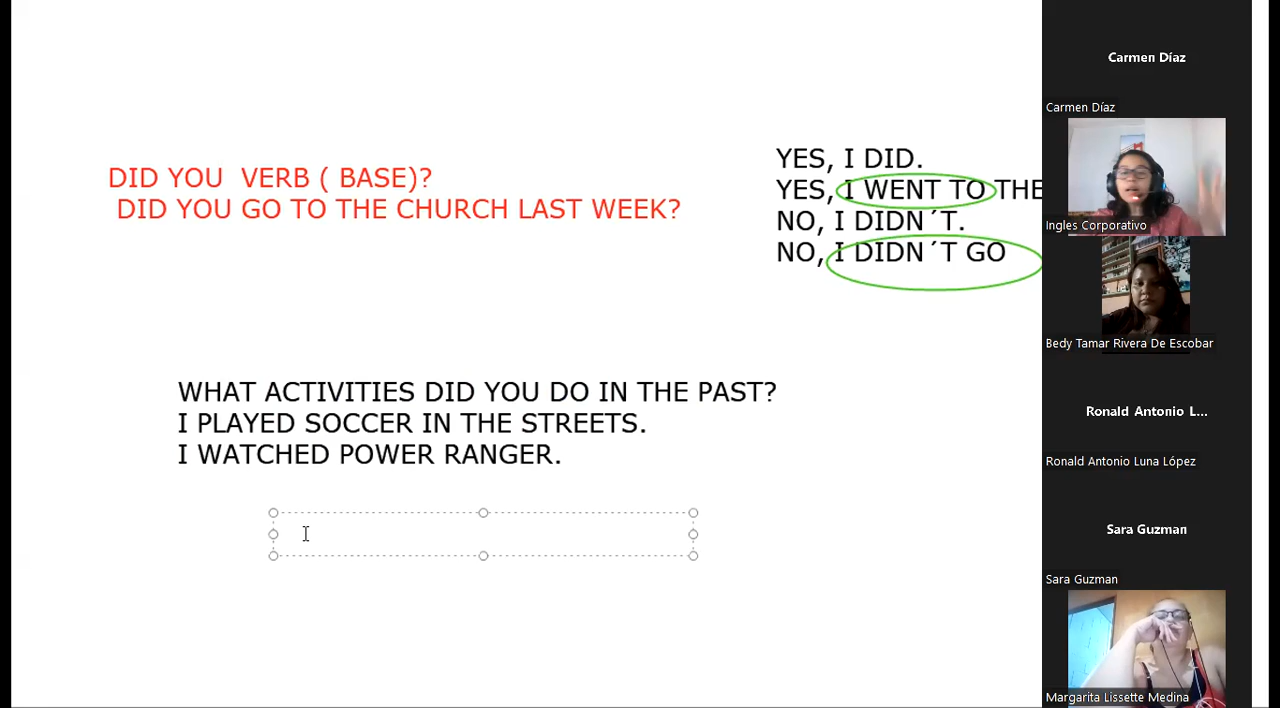 DID YOU VERB ( BASE)?
DID YOU GO TO THE CHURCH LAST WEEK?
YES, I DID.
YES, I WENT TO THE
NO, I DIDN´T.
NO, I DIDN´T GO
WHAT ACTIVITIES DID YOU DO IN THE PAST?
I PLAYED SOCCER IN THE STREETS.
I WATCHED POWER RANGER.
Carmen Díaz
Carmen Díaz
Ingles Corporativo
Bedy Tamar Rivera De Escobar
Ronald Antonio L...
Ronald Antonio Luna López
Sara Guzman
Sara Guzman
Margarita Lissette Medina